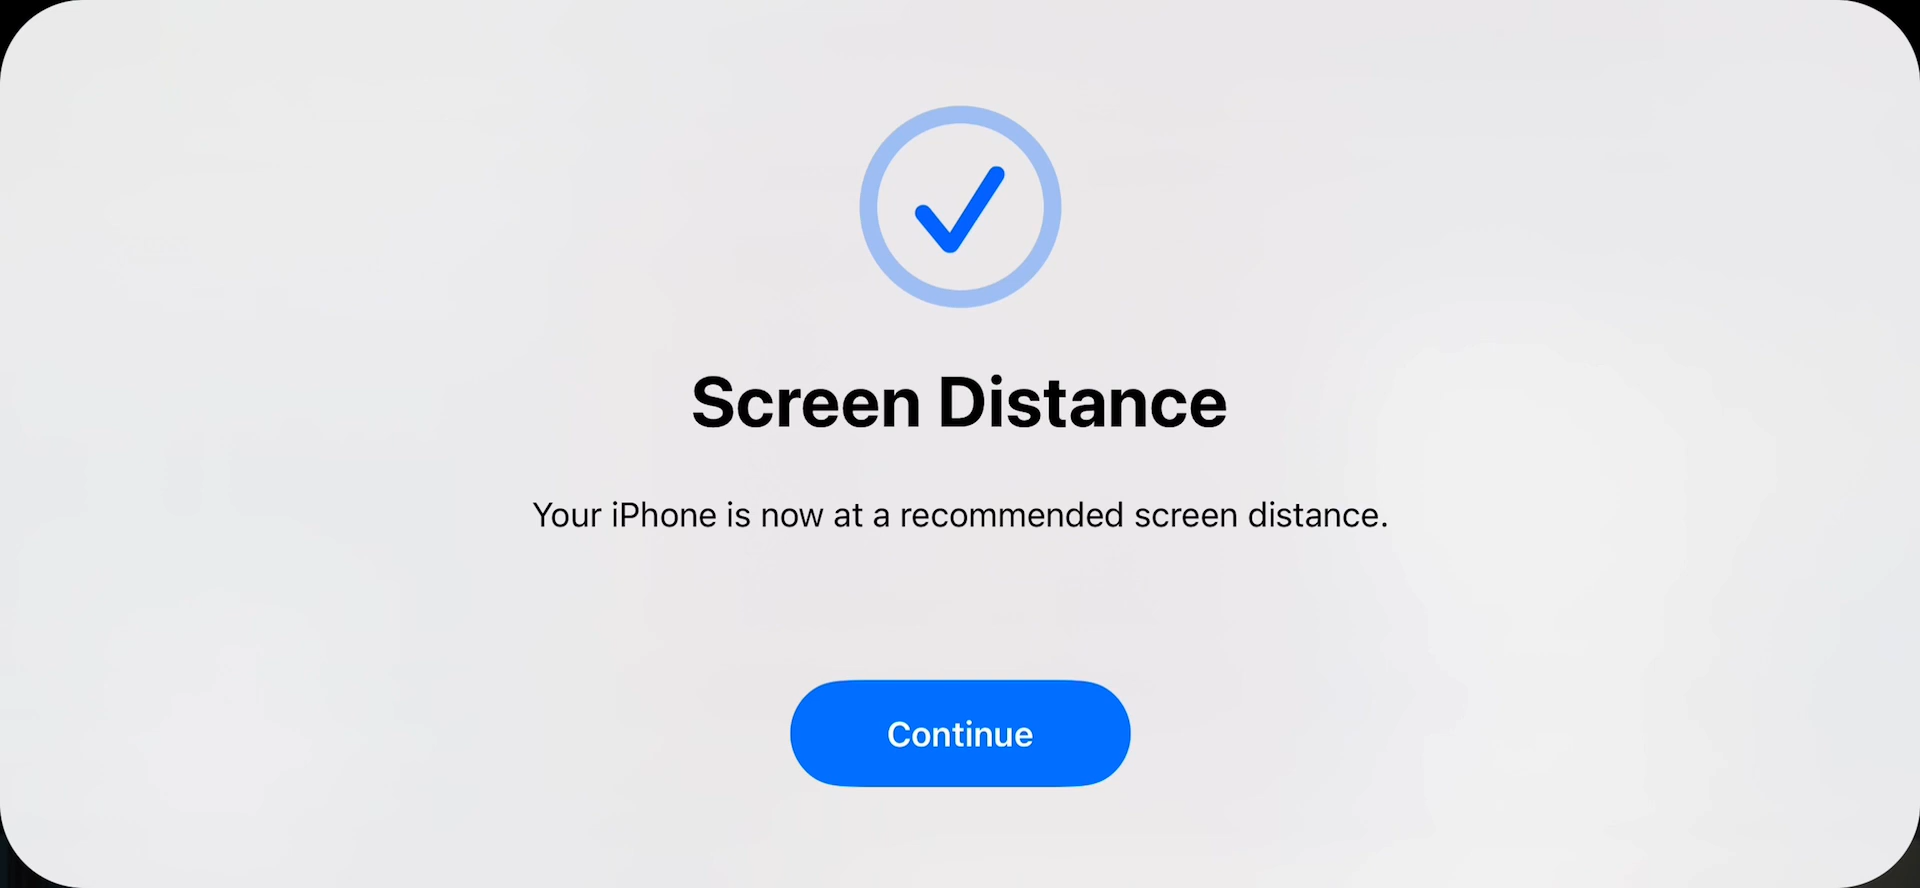 Screen Distance
Your iPhone is now at a recommended screen distance.
Continue